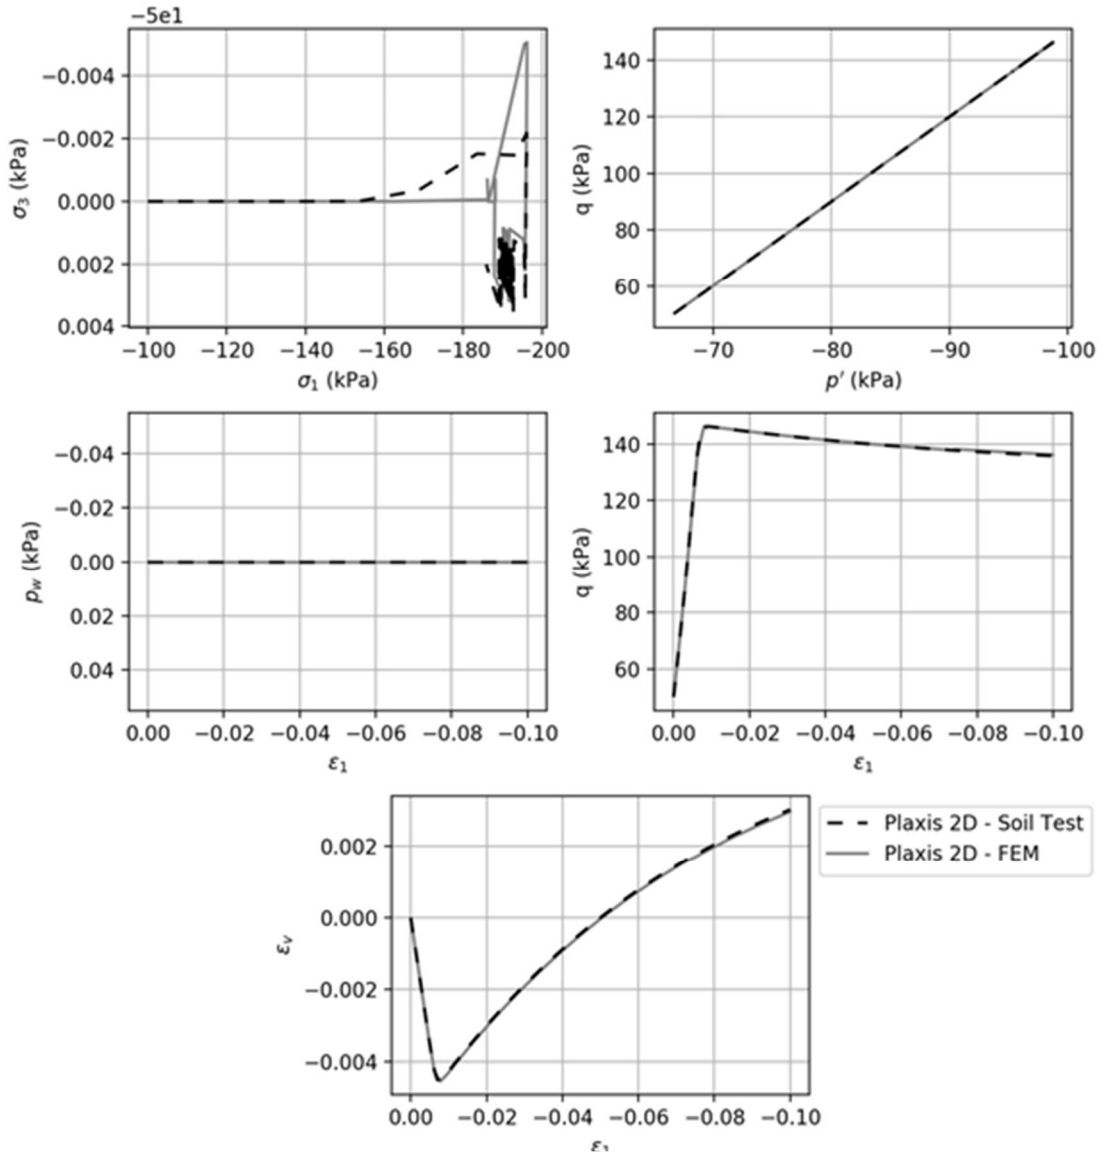 −5e1
−0.004
−0.002
0.000
0.002
0.004
σ3 (kPa)
−100 −120 −140 −160 −180 −200
σ1 (kPa)
140
120
100
80
60
q (kPa)
−70 −80 −90 −100
p′ (kPa)
−0.04
−0.02
0.00
0.02
0.04
pw (kPa)
0.00 −0.02 −0.04 −0.06 −0.08 −0.10
ε1
140
120
100
80
60
q (kPa)
0.00 −0.02 −0.04 −0.06 −0.08 −0.10
ε1
0.002
0.000
−0.002
−0.004
εv
0.00 −0.02 −0.04 −0.06 −0.08 −0.10
ε1
Plaxis 2D - Soil Test
Plaxis 2D - FEM